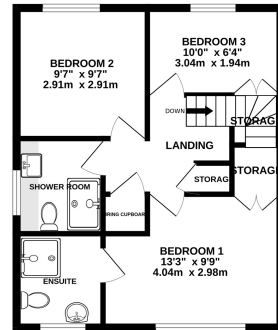 BEDROOM 3
10'0" x 6'4"
3.04m x 1.94m
BEDROOM 2
9'7" x 9'7"
2.91m x 2.91m
DOWN
STORAG
LANDING
STORAG
STORAG
SHOWER ROOM
IRING CUPBOAR
BEDROOM 1
13'3" x 9'9"
4.04m x 2.98m
ENSUITE